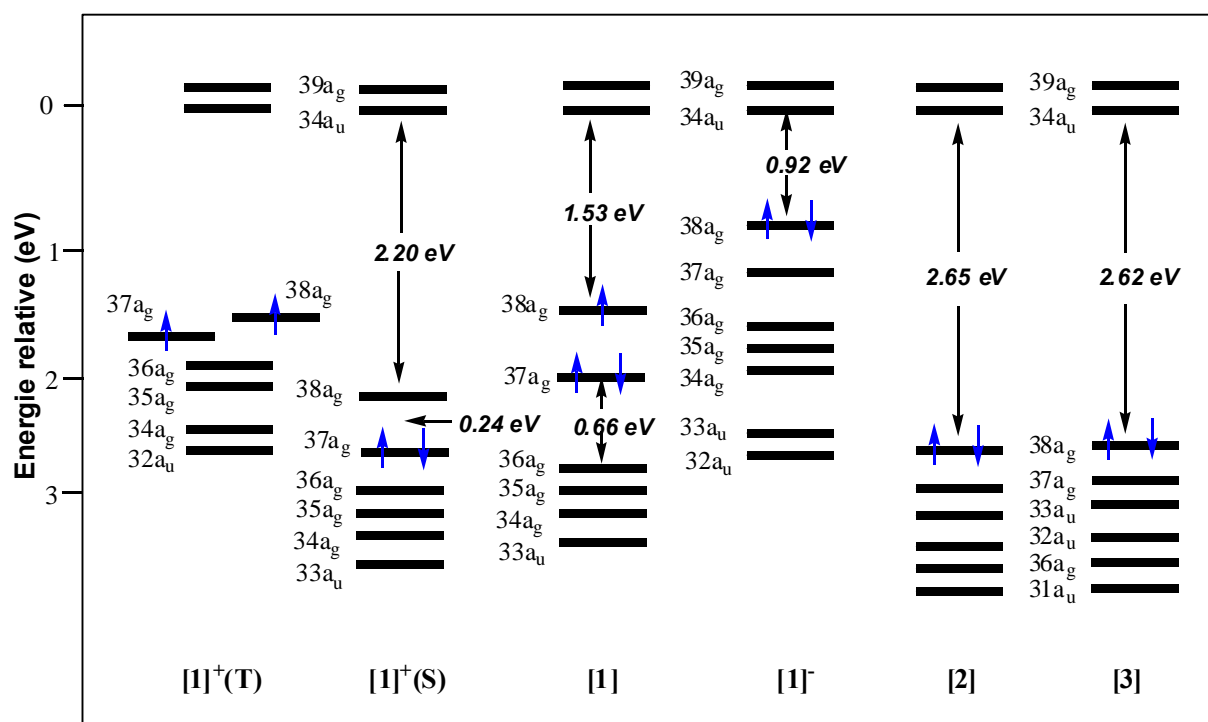 Energie relative (eV)
0
1
2
3
37a_g
38a_g
36a_g
35a_g
34a_g
32a_u
[1]⁺(T)
39a_g
34a_u
2.20 eV
38a_g
0.24 eV
37a_g
36a_g
35a_g
34a_g
33a_u
[1]⁺(S)
1.53 eV
38a_g
37a_g
0.66 eV
36a_g
35a_g
34a_g
33a_u
[1]
39a_g
34a_u
0.92 eV
38a_g
37a_g
36a_g
35a_g
34a_g
33a_u
32a_u
[1]⁻
2.65 eV
[2]
39a_g
34a_u
2.62 eV
38a_g
37a_g
33a_u
32a_u
36a_g
31a_u
[3]